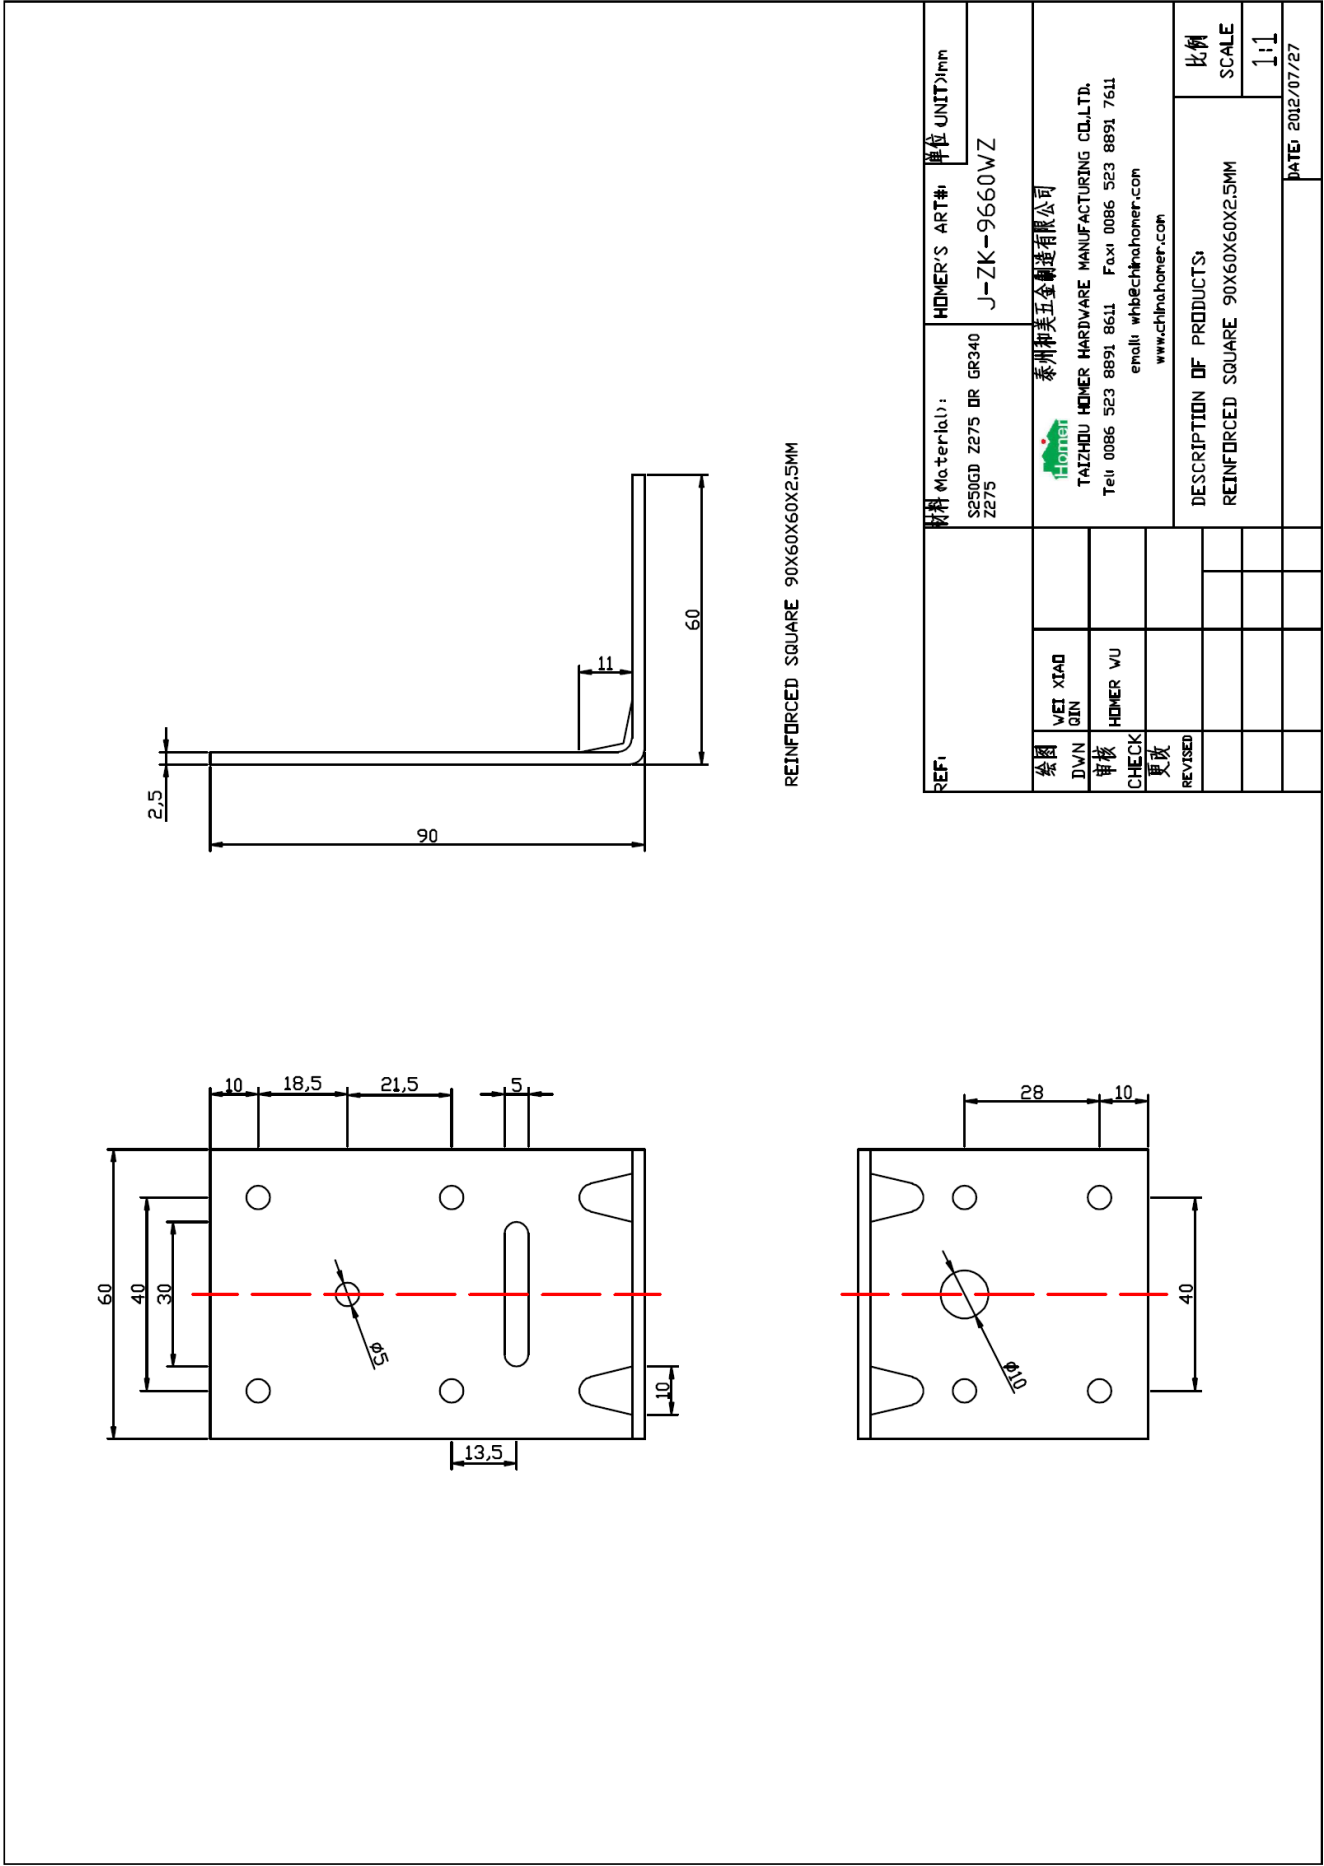 2,5
90
11
60
REINFORCED SQUARE 90X60X60X2.5MM
10
18,5
21,5
5
60
40
30
ø5
10
13,5
28
10
40
ø10
REF:
材料(Material):
S250GD Z275 OR GR340
Z275
HOMER'S ART#:
单位(UNIT):mm
J-ZK-9660WZ
绘图
DWN
WEI XIAO
QIN
审核
CHECK
HOMER WU
更改
REVISED
Homer
泰州和美五金制造有限公司
TAIZHOU HOMER HARDWARE MANUFACTURING CO.,LTD.
Tel: 0086 523 8891 8611 Fax: 0086 523 8891 7611
email: whb@chinahomer.com
www.chinahomer.com
DESCRIPTION OF PRODUCTS:
REINFORCED SQUARE 90X60X60X2.5MM
比例
SCALE
1:1
DATE: 2012/07/27